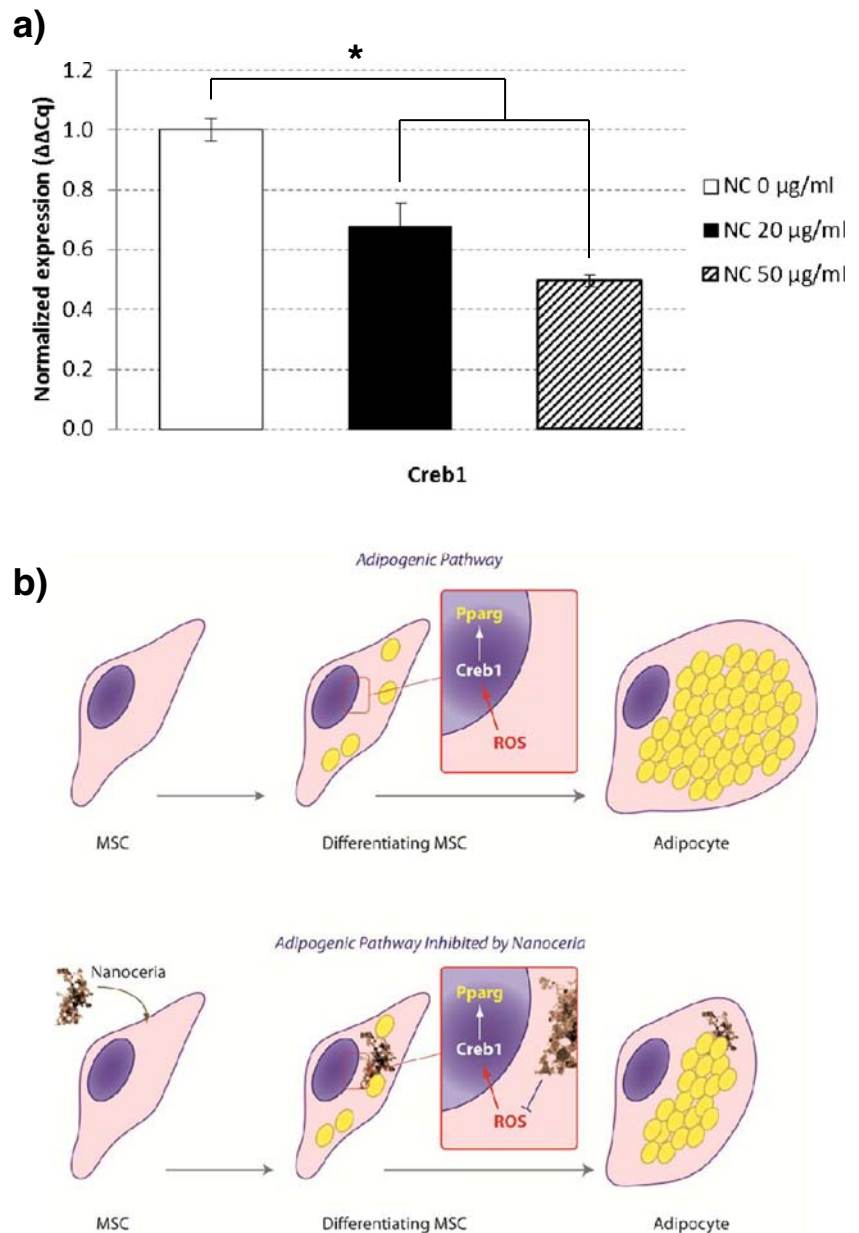 a)
*
1.2
1.0
0.8
0.6
0.4
0.2
0.0
Normalized expression (ΔΔCq)
NC 0 µg/ml
NC 20 µg/ml
NC 50 µg/ml
Creb1
b)
Adipogenic Pathway
Pparg
Creb1
ROS
MSC
Differentiating MSC
Adipocyte
Adipogenic Pathway Inhibited by Nanoceria
Nanoceria
Pparg
Creb1
ROS
MSC
Differentiating MSC
Adipocyte